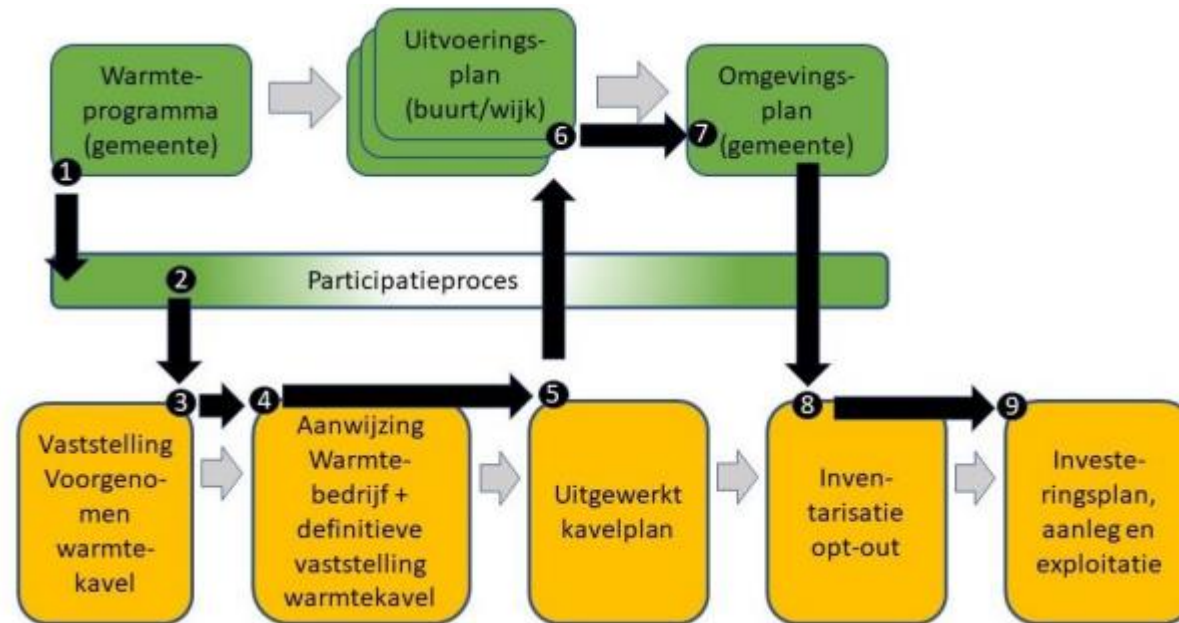 Warmte-
programma
(gemeente)
1
Uitvoerings-
plan
(buurt/wijk)
6
Omgevings-
plan
(gemeente)
7
2
Participatieproces
3
Vaststelling
Voorgeno-
men
warmte-
kavel
4
Aanwijzing
Warmte-
bedrijf +
definitieve
vaststelling
warmtekavel
5
Uitgewerkt
kavelplan
8
Inven-
tarisatie
opt-out
9
Investe-
ringsplan,
aanleg en
exploitatie